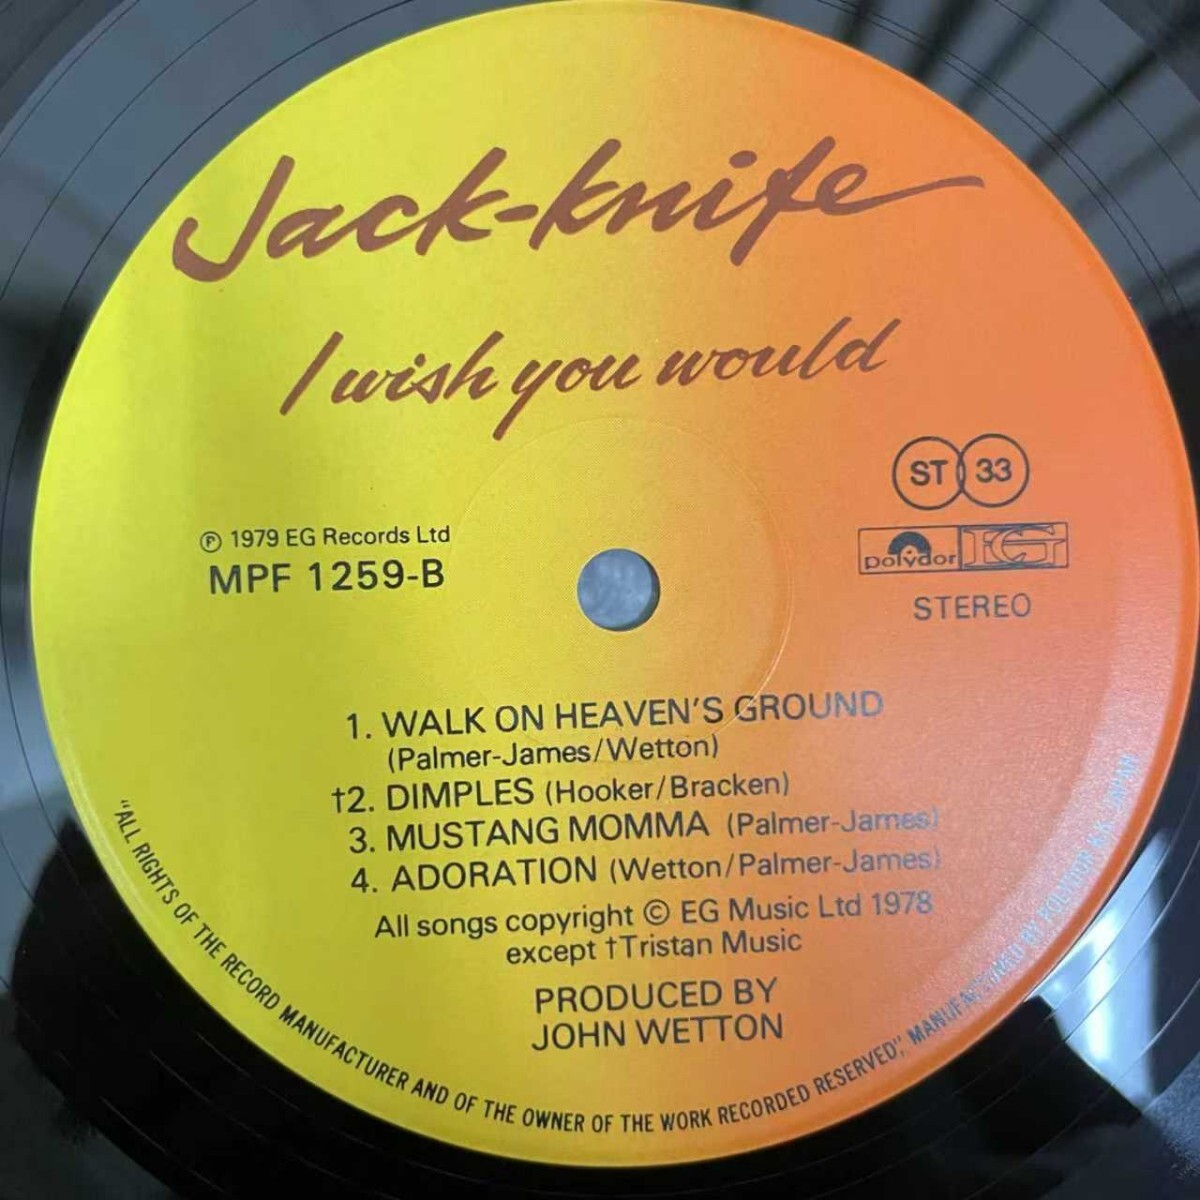 Jack-knife
I wish you would
ST 33
Ⓟ 1979 EG Records Ltd
MPF 1259-B
polydor EG
STEREO
1. WALK ON HEAVEN'S GROUND
(Palmer-James/Wetton)
†2. DIMPLES (Hooker/Bracken)
3. MUSTANG MOMMA (Palmer-James)
4. ADORATION (Wetton/Palmer-James)
All songs copyright © EG Music Ltd 1978
except †Tristan Music
PRODUCED BY
JOHN WETTON
"ALL RIGHTS OF THE RECORD MANUFACTURER AND OF THE OWNER OF THE WORK RECORDED RESERVED", MANUFACTURED BY POLYDOR K.K., JAPAN